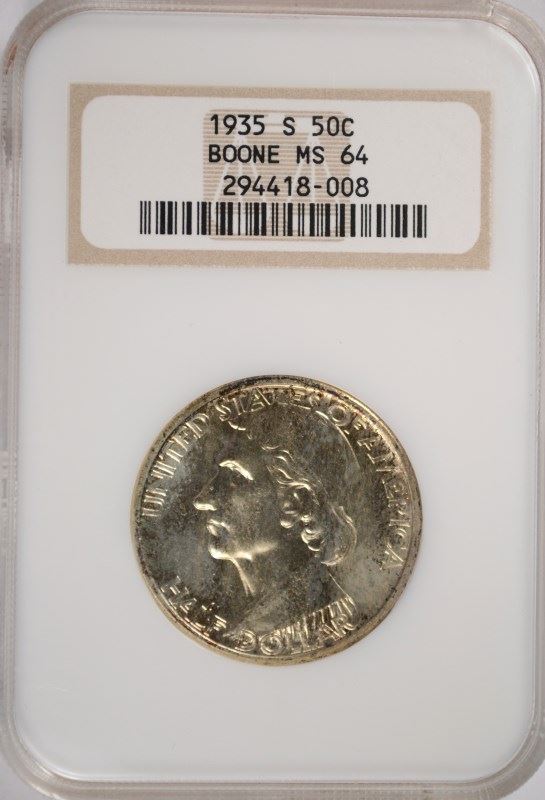 1935 S 50C
BOONE MS 64
294418-008
UNITED STATES OF AMERICA
HALF DOLLAR